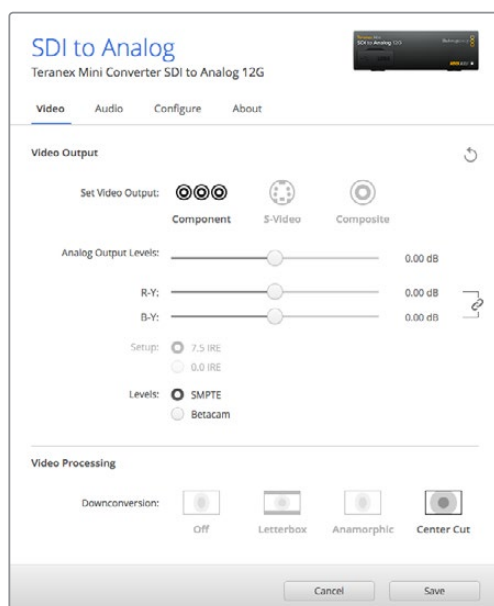 SDI to Analog
Teranex Mini Converter SDI to Analog 12G
Video Audio Configure About
Video Output
Set Video Output:
Component S-Video Composite
Analog Output Levels: 0.00 dB
R-Y: 0.00 dB
B-Y: 0.00 dB
Setup: 7.5 IRE
0.0 IRE
Levels: SMPTE
Betacam
Video Processing
Downconversion:
Off Letterbox Anamorphic Center Cut
Cancel Save